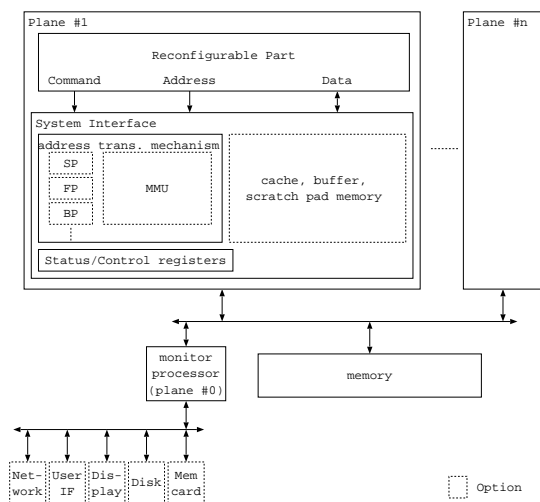 Plane #1
Plane #n
Reconfigurable Part
Command Address Data
System Interface
address trans. mechanism
SP
FP
BP
MMU
cache, buffer,
scratch pad memory
Status/Control registers
monitor
processor
(plane #0)
memory
Net-
work
User
IF
Dis-
play
Disk
Mem
card
Option